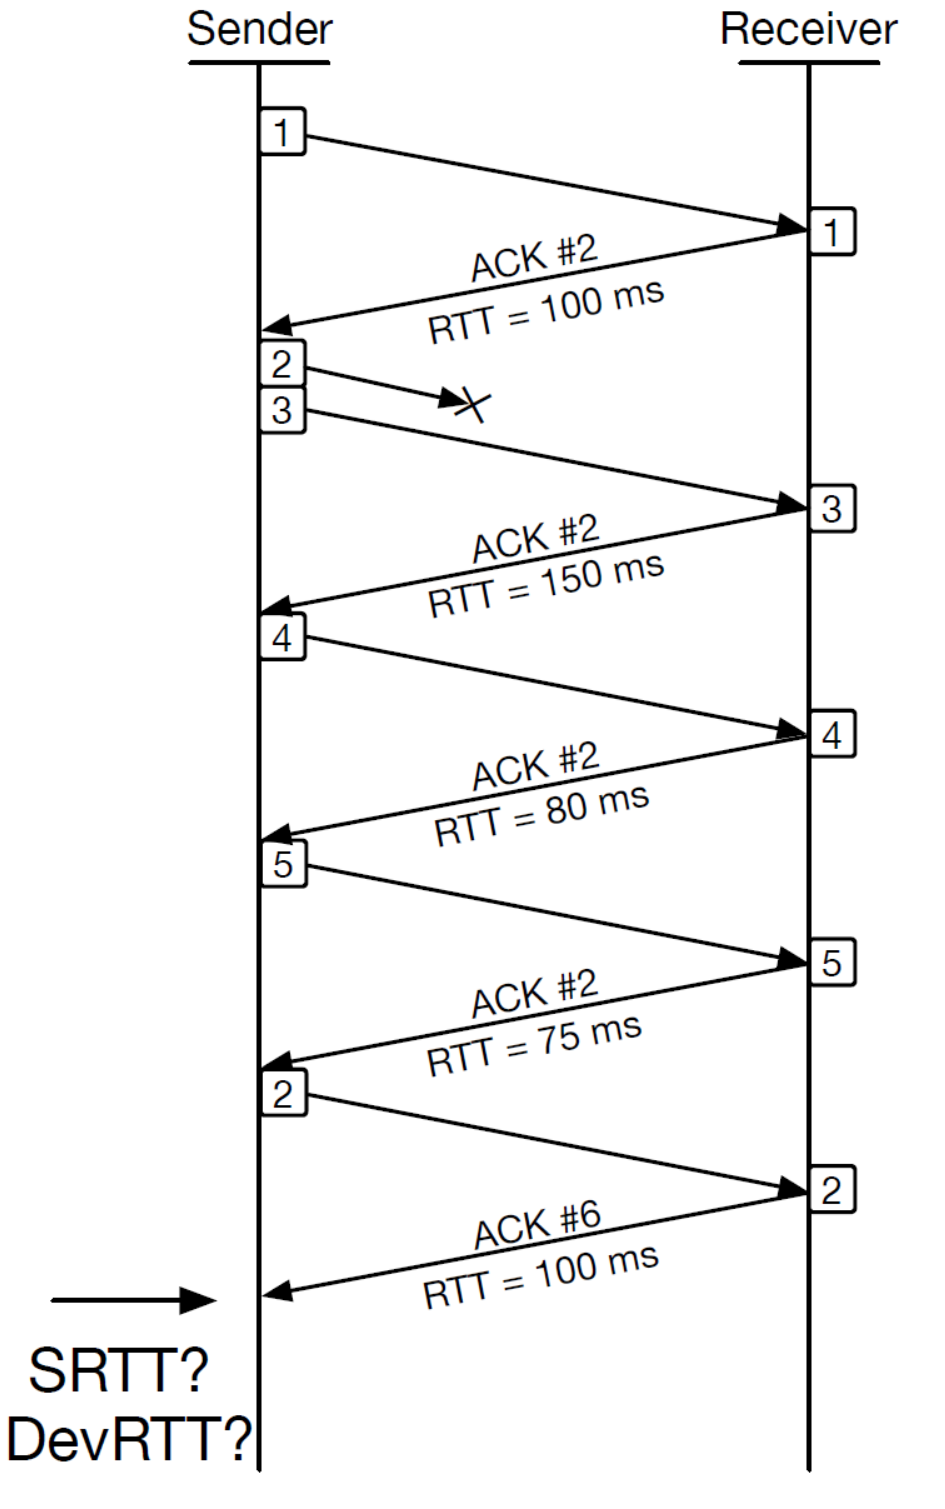 Sender
Receiver
1
1
ACK #2
RTT = 100 ms
2
3
3
ACK #2
RTT = 150 ms
4
4
ACK #2
RTT = 80 ms
5
5
ACK #2
RTT = 75 ms
2
2
ACK #6
RTT = 100 ms
SRTT?
DevRTT?